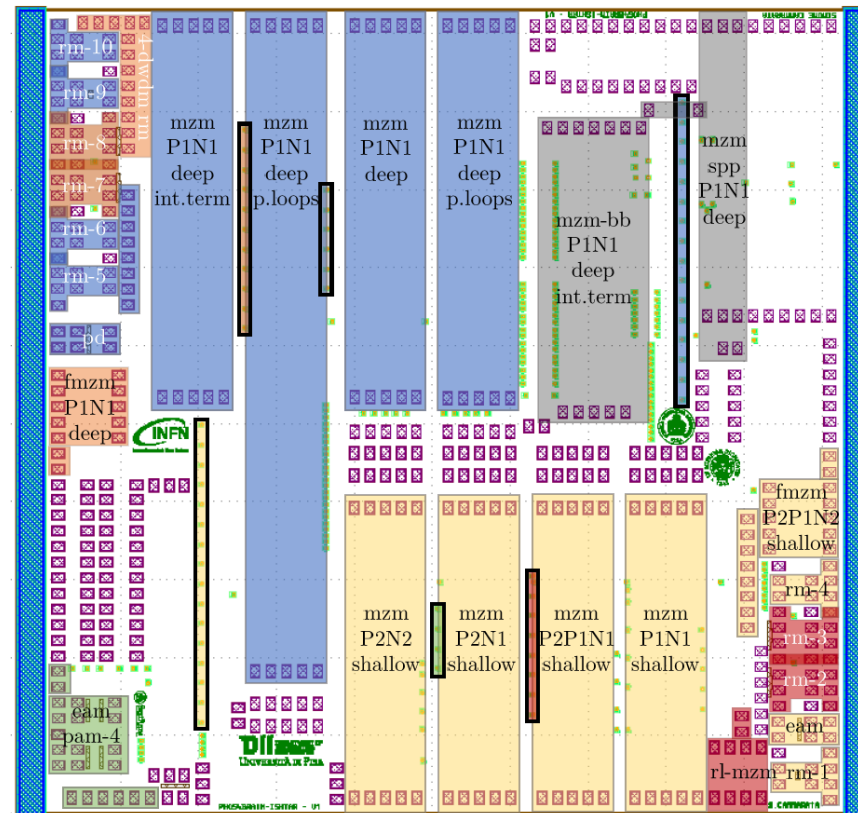 rm-10
rm-9
rm-8
rm-7
rm-6
rm-5
pd
4-dwdm-rm
mzm
P1N1
deep
int.term
mzm
P1N1
deep
p.loops
mzm
P1N1
deep
mzm
P1N1
deep
p.loops
mzm-bb
P1N1
deep
int.term
mzm
spp
P1N1
deep
fmzm
P1N1
deep
INFN
mzm
P2N2
shallow
mzm
P2N1
shallow
mzm
P2P1N1
shallow
mzm
P1N1
shallow
fmzm
P2P1N2
shallow
rm-4
rm-3
rm-2
eam
rm-1
rl-mzm
eam
pam-4
Università di Pisa
PHOS4BRAIN-ISHTAR - V1
S. CAMMARATA